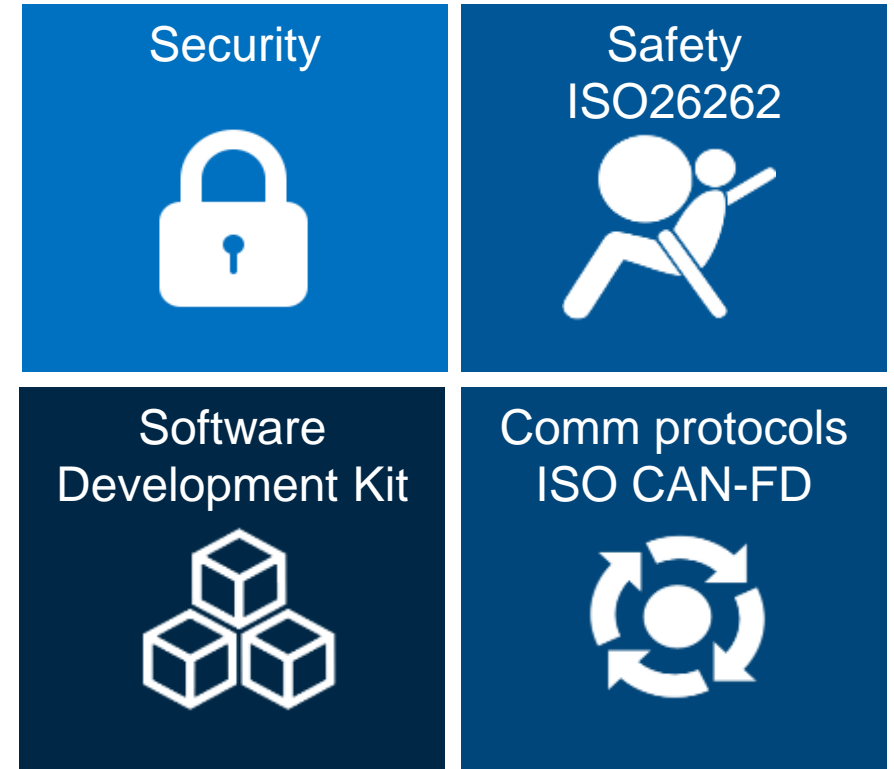 Security
Safety
ISO26262
Software
Development Kit
Comm protocols
ISO CAN-FD